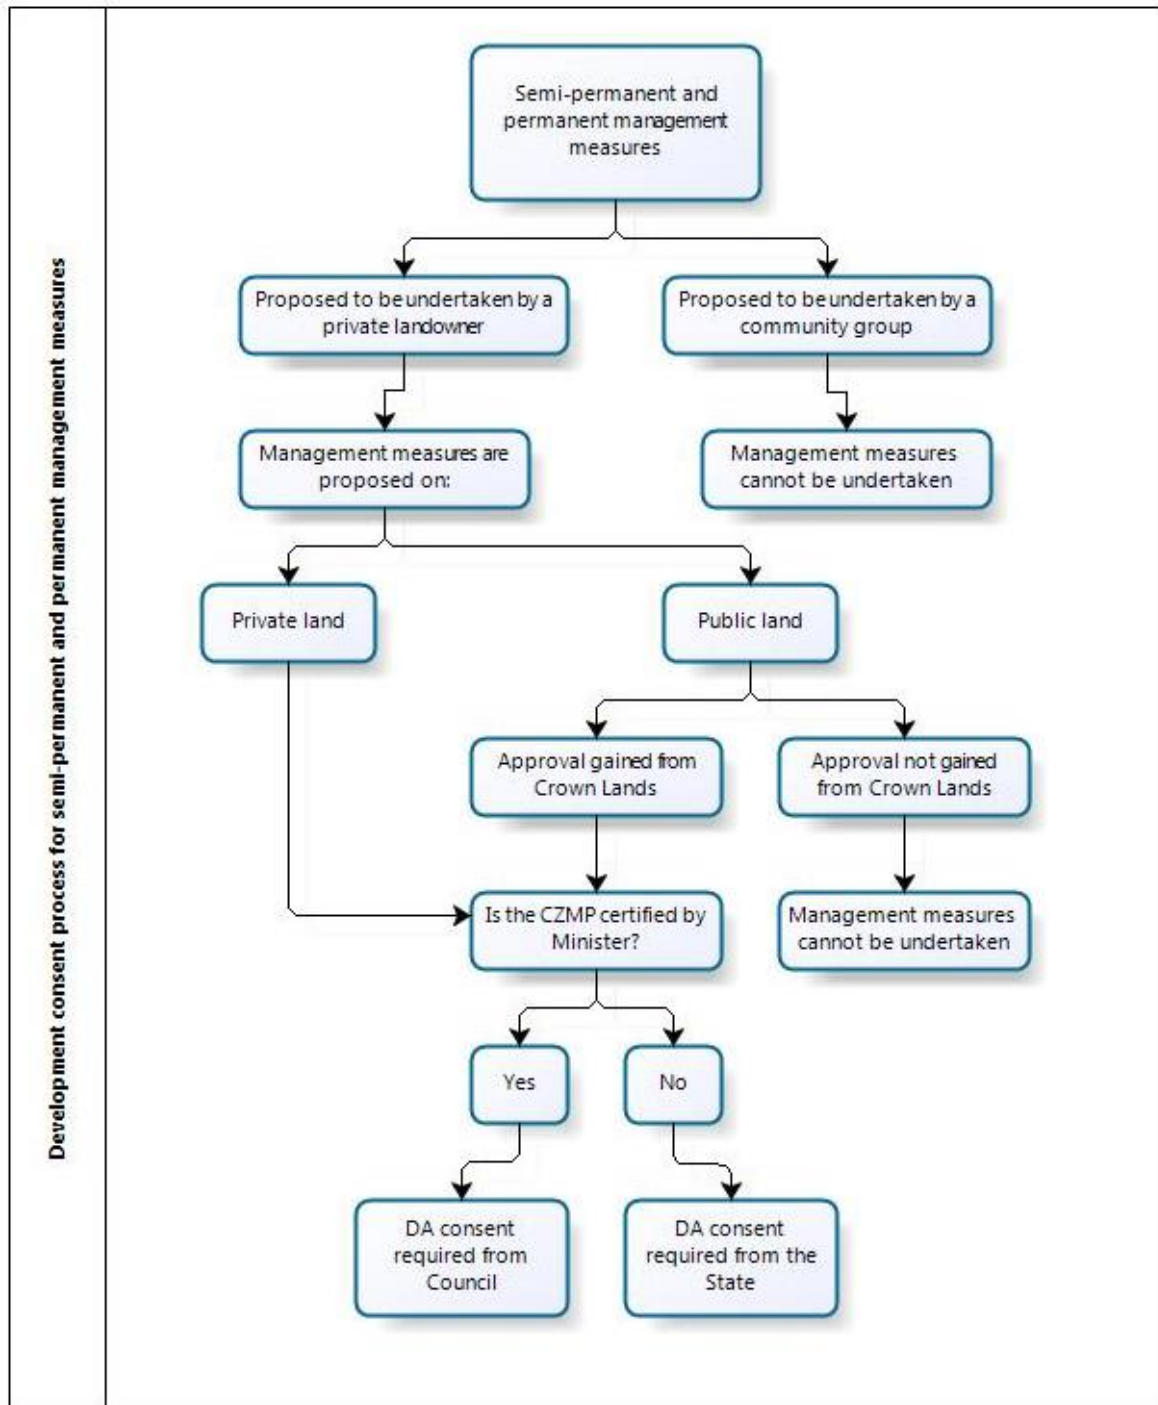 Development consent process for semi-permanent and permanent management measures
Semi-permanent and
permanent management
measures
Proposed to be undertaken by a
private landowner
Proposed to be undertaken by a
community group
Management measures are
proposed on:
Management measures
cannot be undertaken
Private land
Public land
Approval gained from
Crown Lands
Approval not gained
from Crown Lands
Is the CZMP certified by
Minister?
Management measures
cannot be undertaken
Yes
No
DA consent
required from
Council
DA consent
required from the
State